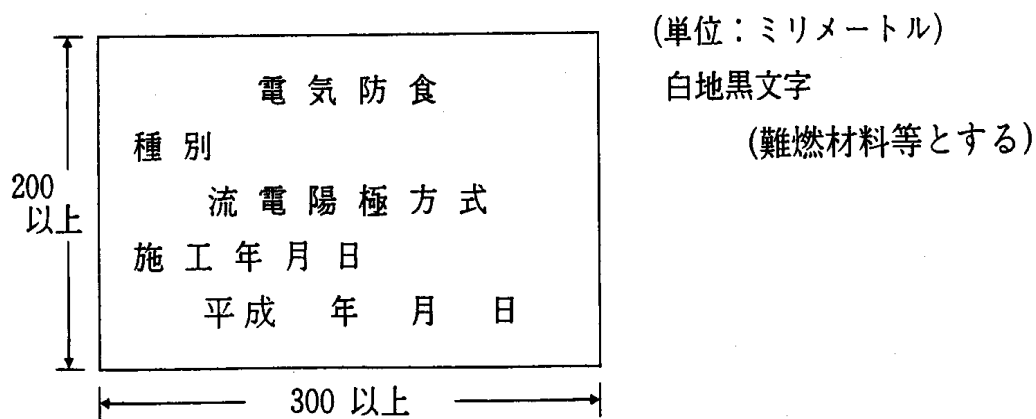 (単位：ミリメートル)
白地黒文字
(難燃材料等とする)
電気防食
種別
流電陽極方式
施工年月日
平成 年 月 日
200
以上
300 以上